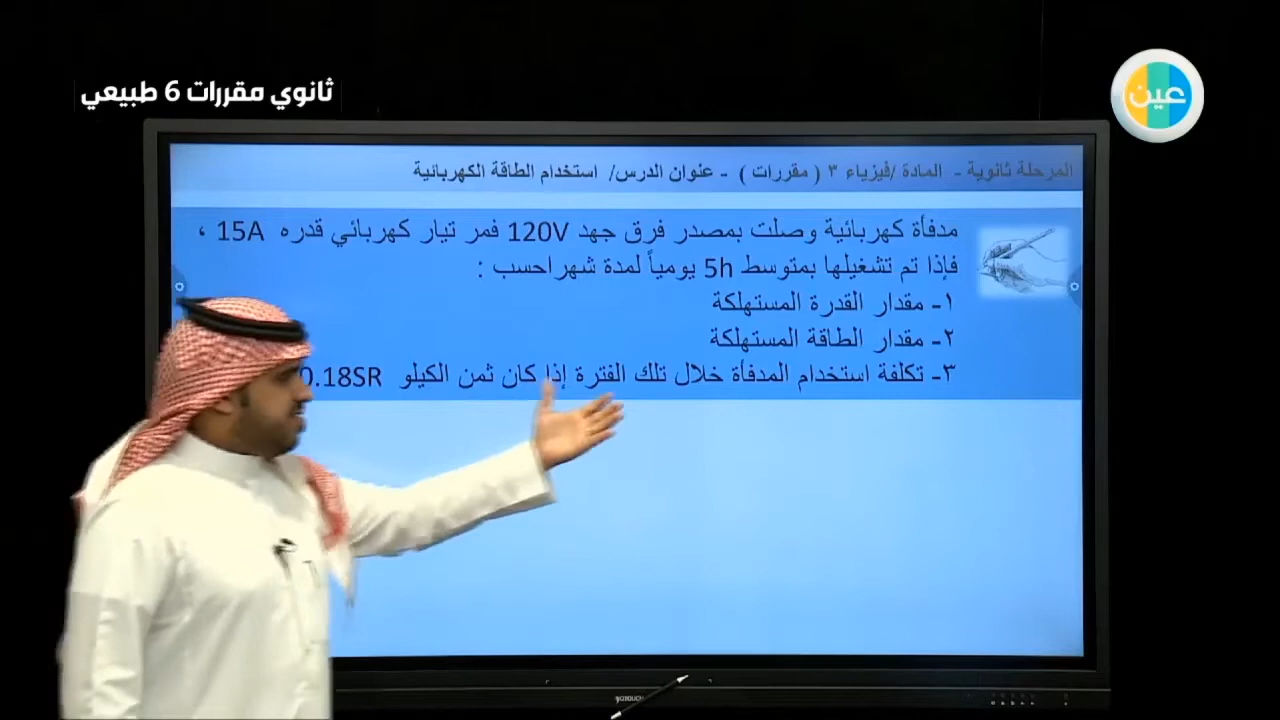 ثانوي مقررات 6 طبيعي
عين
المرحلة ثانوية - المادة /فيزياء ٣ ( مقررات ) - عنوان الدرس/ استخدام الطاقة الكهربائية
مدفأة كهربائية وصلت بمصدر فرق جهد 120V فمر تيار كهربائي قدره 15A ،
فإذا تم تشغيلها بمتوسط 5h يومياً لمدة شهراحسب :
١- مقدار القدرة المستهلكة
٢- مقدار الطاقة المستهلكة
٣- تكلفة استخدام المدفأة خلال تلك الفترة إذا كان ثمن الكيلو 0.18SR